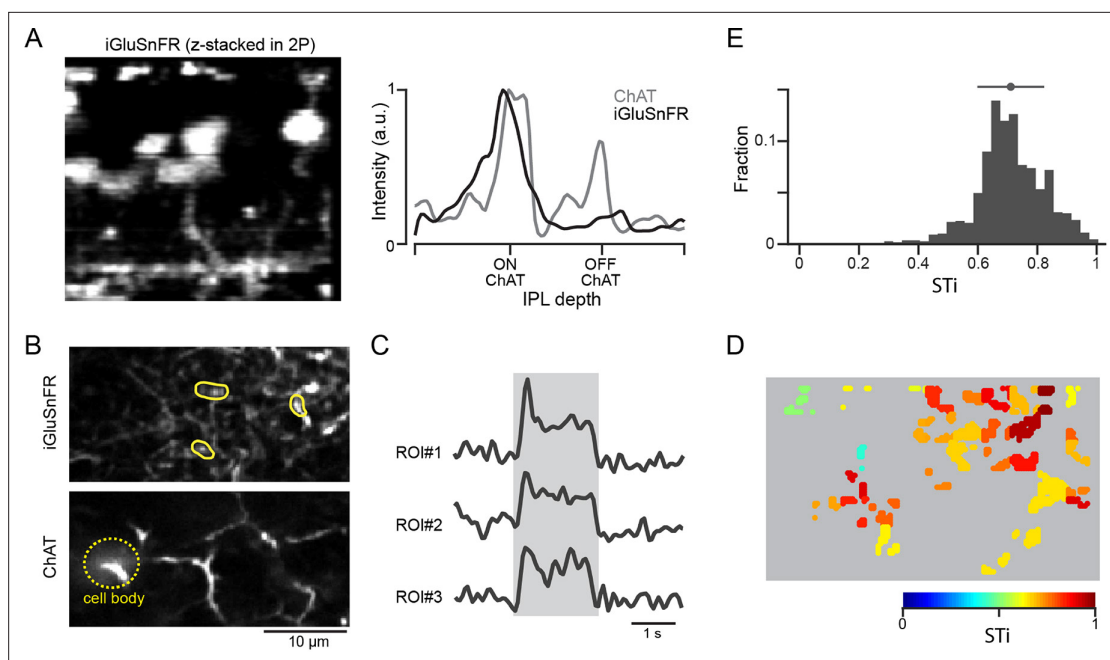 A
iGluSnFR (z-stacked in 2P)
Intensity (a.u.)
1
0
ChAT
iGluSnFR
ON
ChAT
OFF
ChAT
IPL depth
E
Fraction
0.1
0
0
0.2
0.4
0.6
0.8
1
STi
B
iGluSnFR
ChAT
cell body
10 µm
C
ROI#1
ROI#2
ROI#3
1 s
D
0
1
STi